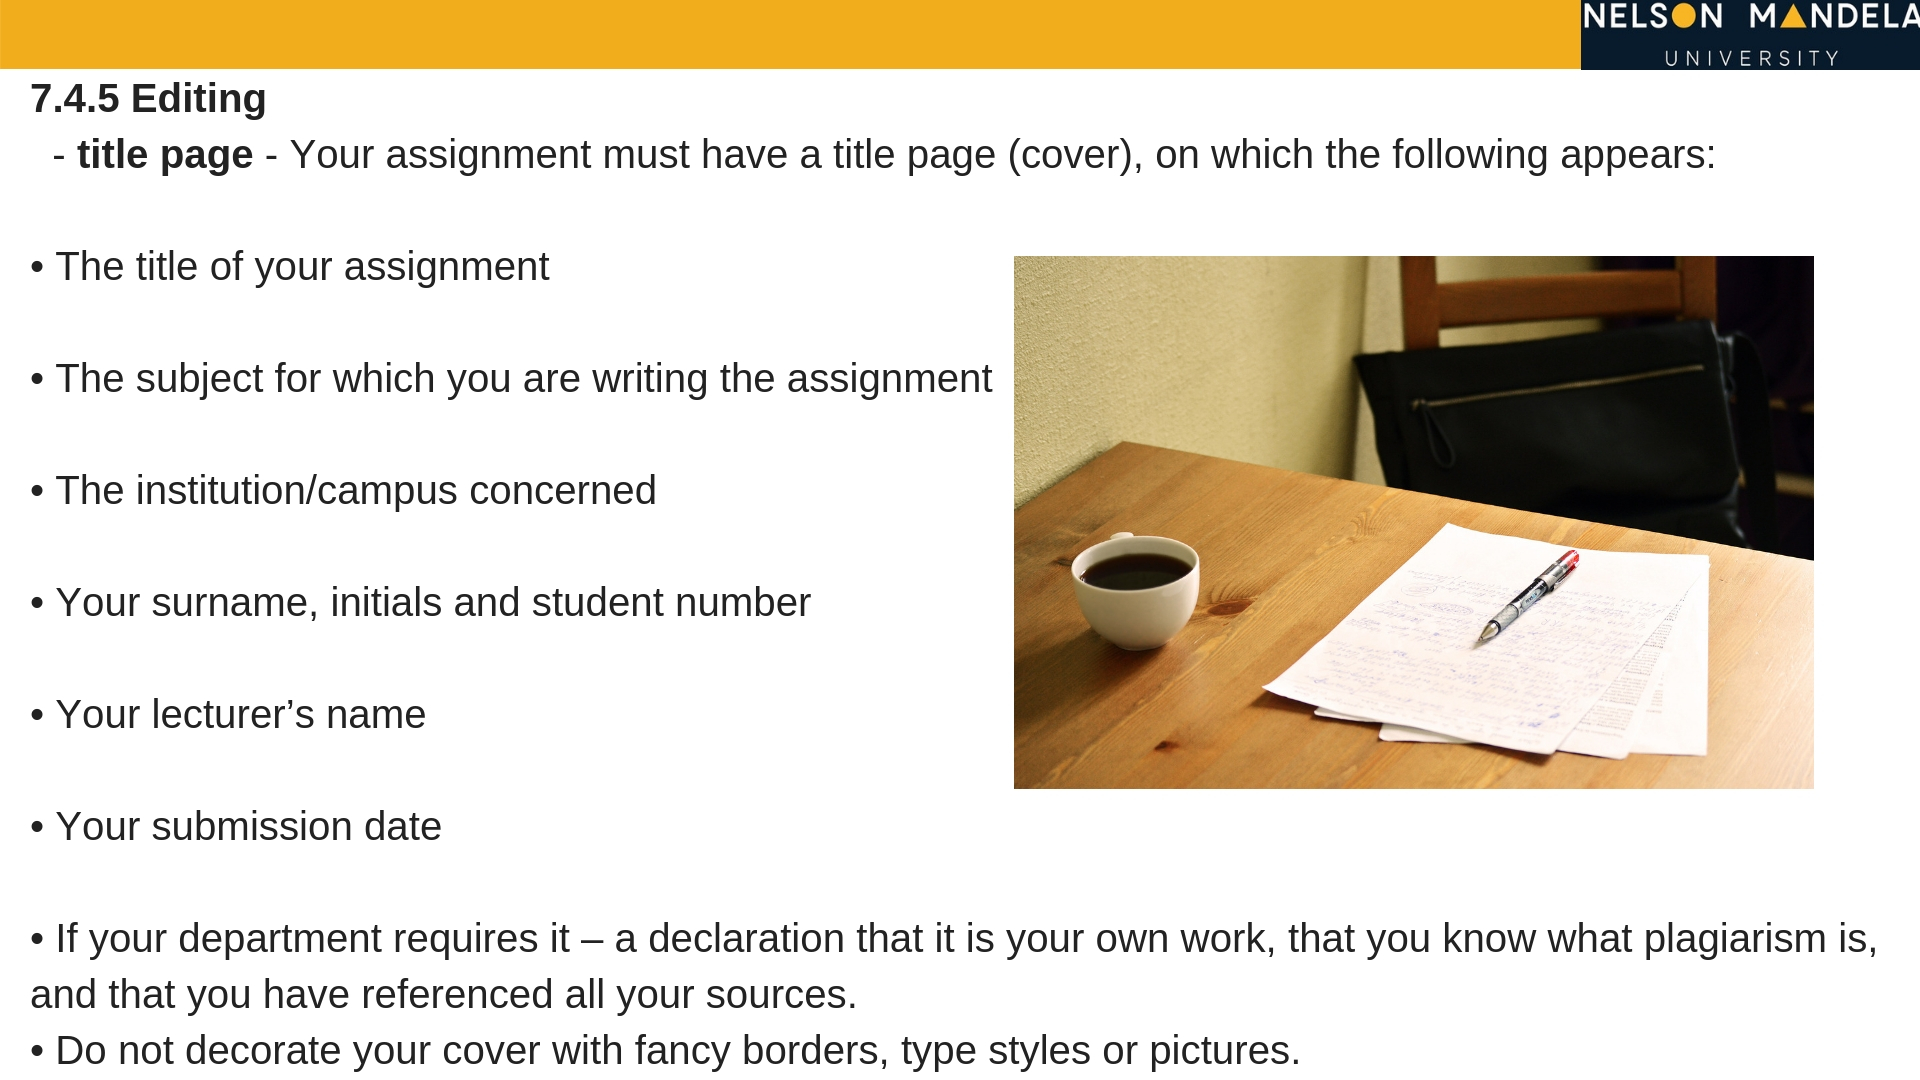 NELSON MANDELA
UNIVERSITY
7.4.5 Editing
- title page - Your assignment must have a title page (cover), on which the following appears:
• The title of your assignment
• The subject for which you are writing the assignment
• The institution/campus concerned
• Your surname, initials and student number
• Your lecturer’s name
• Your submission date
• If your department requires it – a declaration that it is your own work, that you know what plagiarism is,
and that you have referenced all your sources.
• Do not decorate your cover with fancy borders, type styles or pictures.